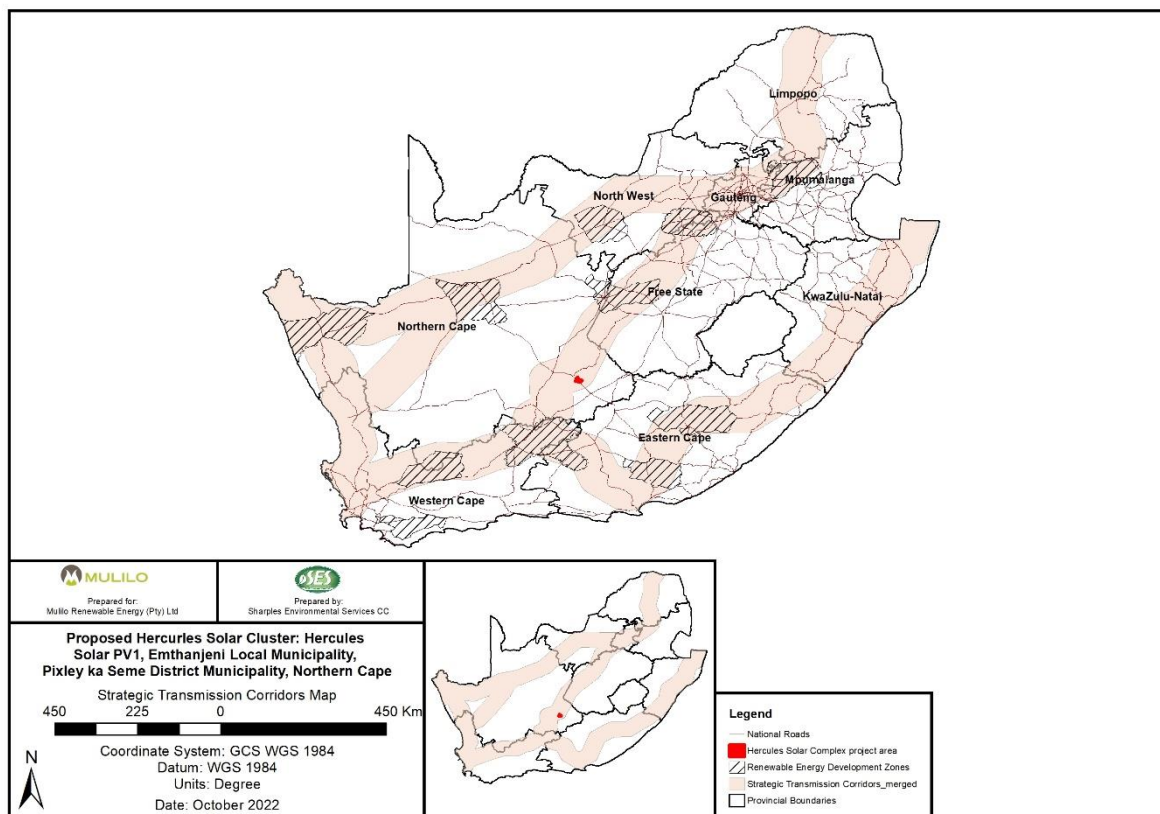 Limpopo
Mpumalanga
North West
Gauteng
Free State
KwaZulu-Natal
Northern Cape
Eastern Cape
Western Cape
MULILO
Prepared for:
Mulilo Renewable Energy (Pty) Ltd
SES
Prepared by:
Sharples Environmental Services CC
Proposed Hercurles Solar Cluster: Hercules
Solar PV1, Emthanjeni Local Municipality,
Pixley ka Seme District Municipality, Northern Cape
Strategic Transmission Corridors Map
450 225 0 450 Km
N
Coordinate System: GCS WGS 1984
Datum: WGS 1984
Units: Degree
Date: October 2022
Legend
National Roads
Hercules Solar Complex project area
Renewable Energy Development Zones
Strategic Transmission Corridors_merged
Provincial Boundaries